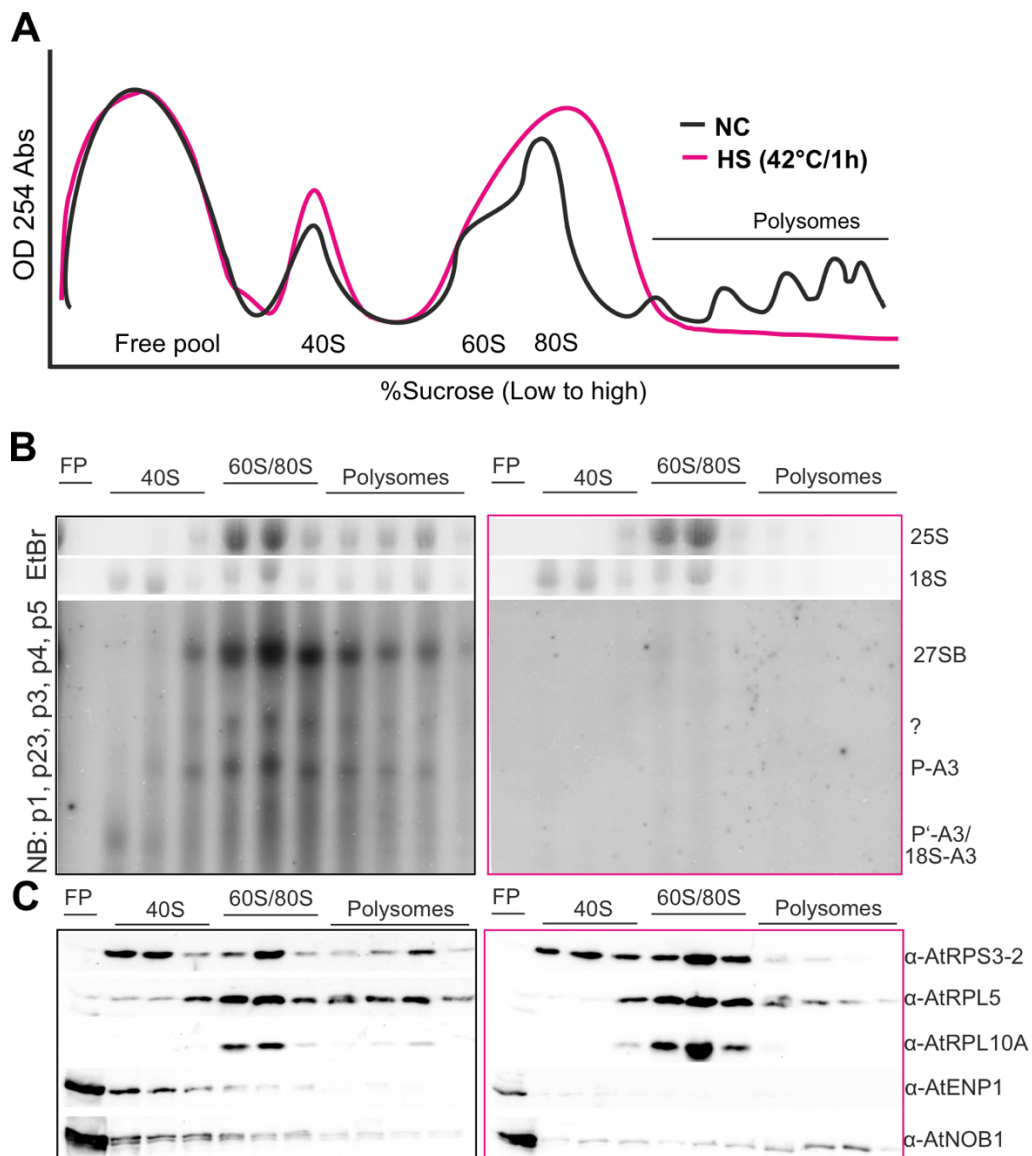 A
OD 254 Abs
NC
HS (42°C/1h)
Polysomes
Free pool
40S
60S
80S
%Sucrose (Low to high)
B
FP
40S
60S/80S
Polysomes
FP
40S
60S/80S
Polysomes
EtBr
25S
18S
NB: p1, p23, p3, p4, p5
27SB
?
P-A3
P'-A3/
18S-A3
C
FP
40S
60S/80S
Polysomes
FP
40S
60S/80S
Polysomes
α-AtRPS3-2
α-AtRPL5
α-AtRPL10A
α-AtENP1
α-AtNOB1